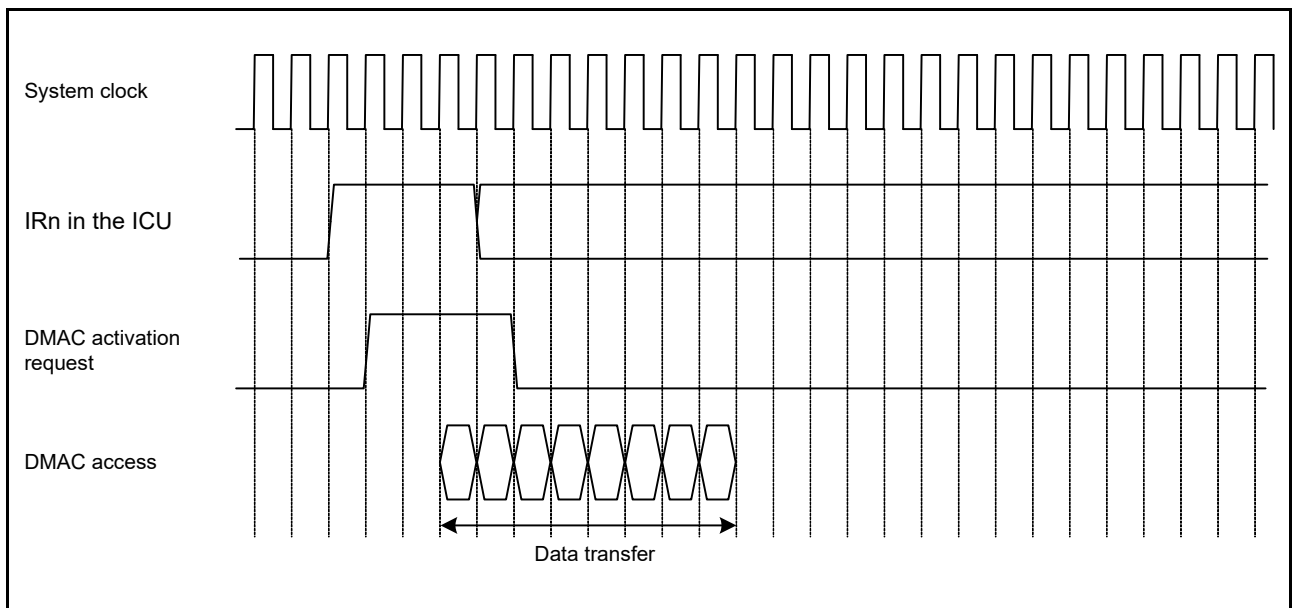 System clock
IRn in the ICU
DMAC activation
request
DMAC access
Data transfer